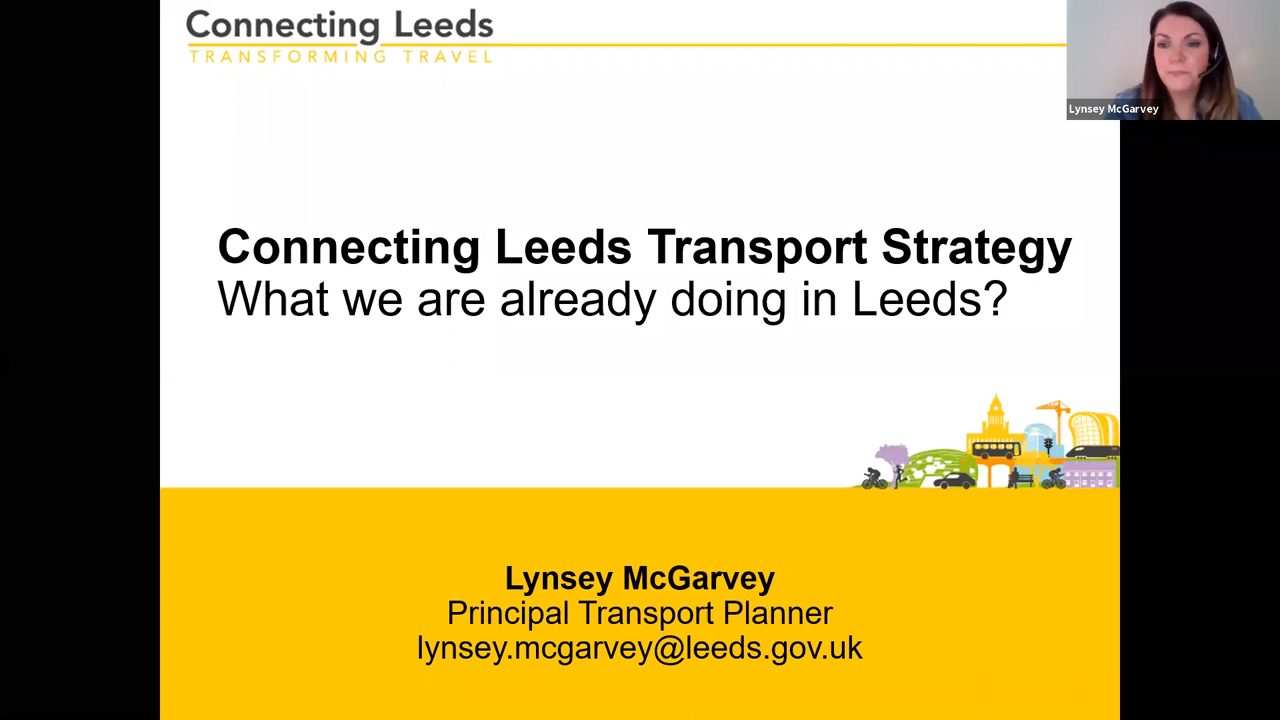 Connecting Leeds
TRANSFORMING TRAVEL
Lynsey McGarvey
Connecting Leeds Transport Strategy
What we are already doing in Leeds?
Lynsey McGarvey
Principal Transport Planner
lynsey.mcgarvey@leeds.gov.uk